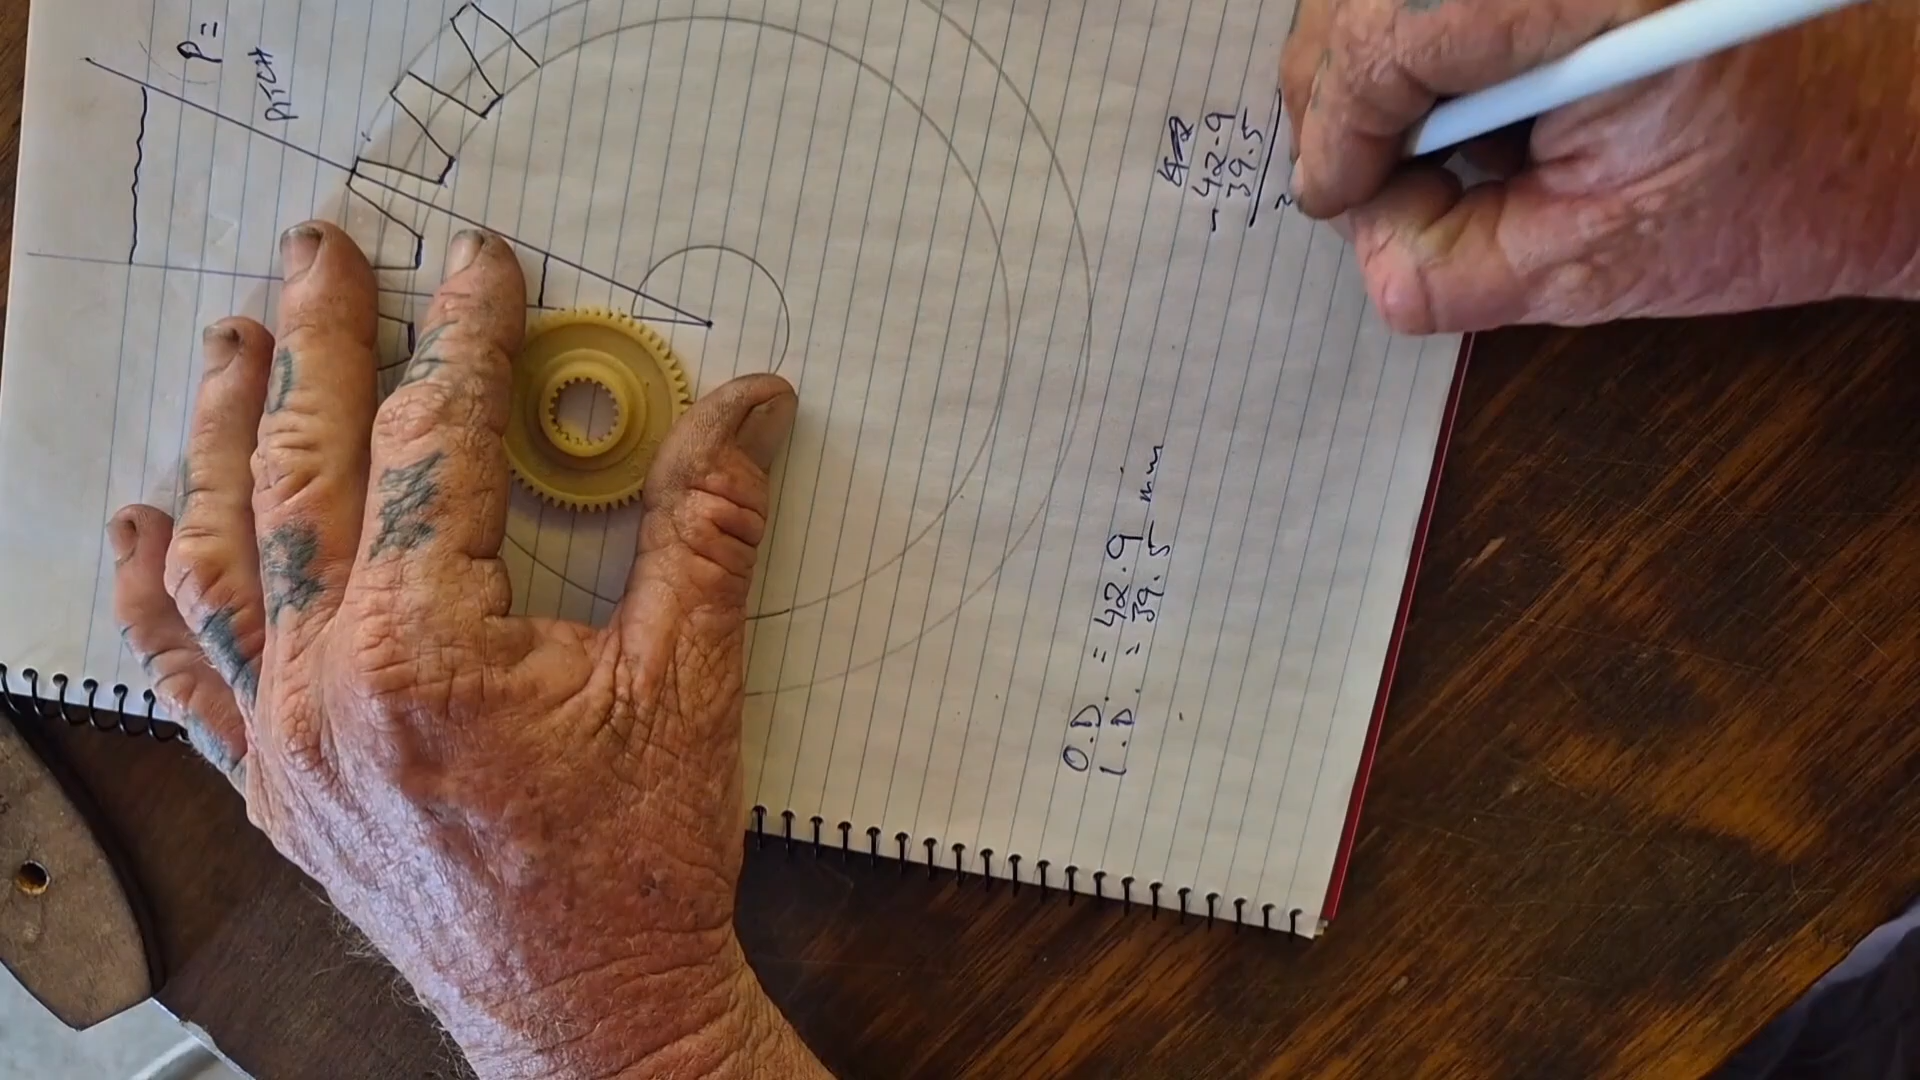 P =
PITCH
O.D. = 42.9
I.D. = 39.5 mm
42.9
- 39.5